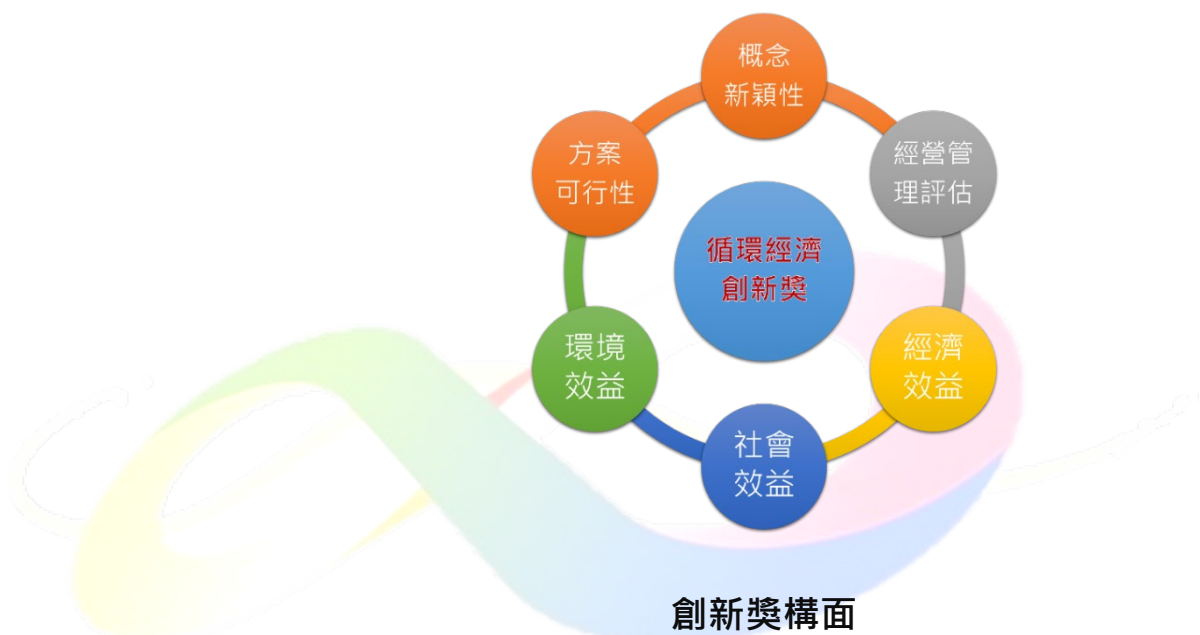 概念
新穎性
方案
可行性
經營管
理評估
循環經濟
創新獎
環境
效益
經濟
效益
社會
效益
創新獎構面